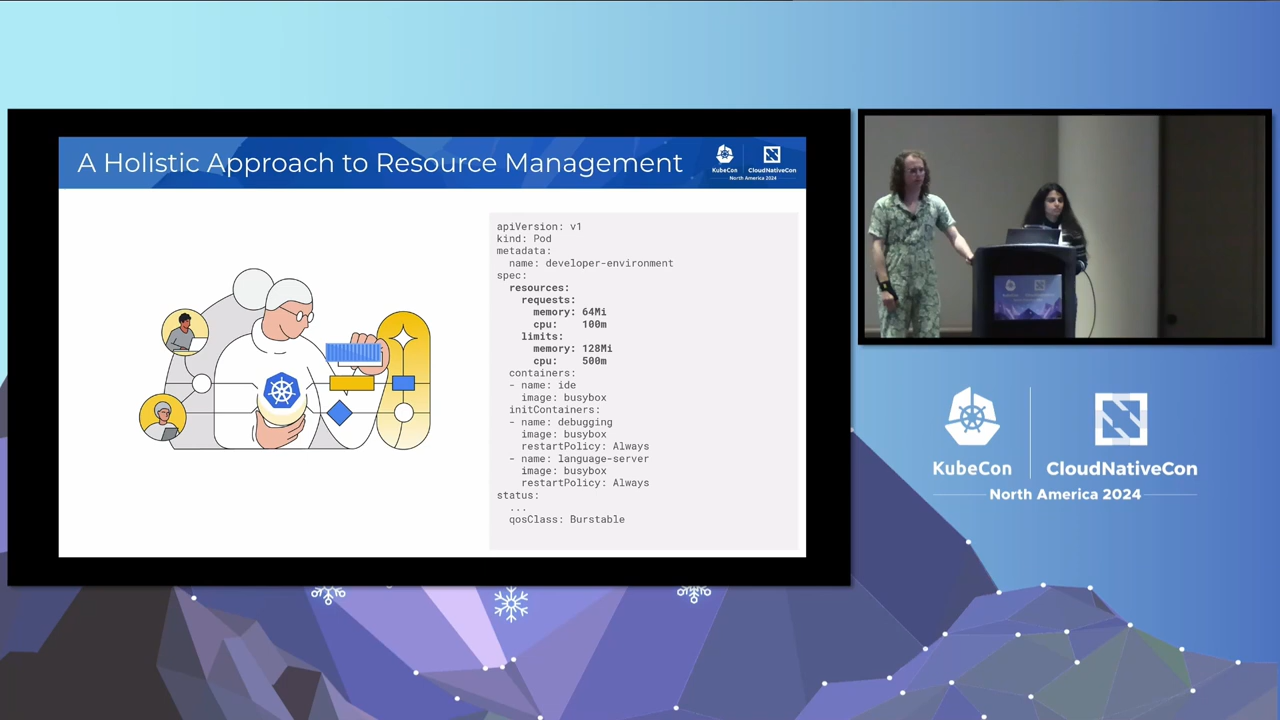 A Holistic Approach to Resource Management
KubeCon
CloudNativeCon
North America 2024
apiVersion: v1
kind: Pod
metadata:
  name: developer-environment
spec:
  resources:
    requests:
      memory: 64Mi
      cpu:    100m
    limits:
      memory: 128Mi
      cpu:    500m
  containers:
  - name: ide
    image: busybox
  initContainers:
  - name: debugging
    image: busybox
    restartPolicy: Always
  - name: language-server
    image: busybox
    restartPolicy: Always
status:
  ...
  qosClass: Burstable
KubeCon
CloudNativeCon
North America 2024